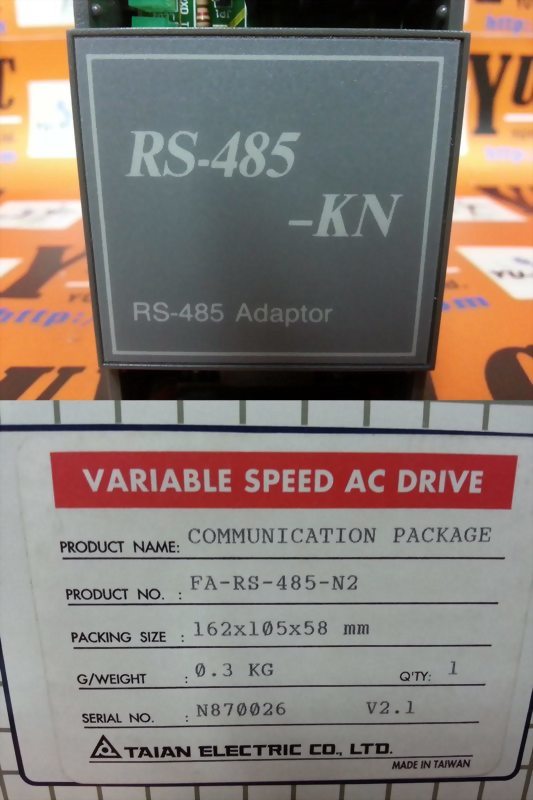 RS-485
-KN
RS-485 Adaptor
VARIABLE SPEED AC DRIVE
PRODUCT NAME: COMMUNICATION PACKAGE
PRODUCT NO. : FA-RS-485-N2
PACKING SIZE : 162x105x58 mm
G/WEIGHT : 0.3 KG Q'TY: 1
SERIAL NO. : N870026 V2.1
TAIAN ELECTRIC CO., LTD.
MADE IN TAIWAN